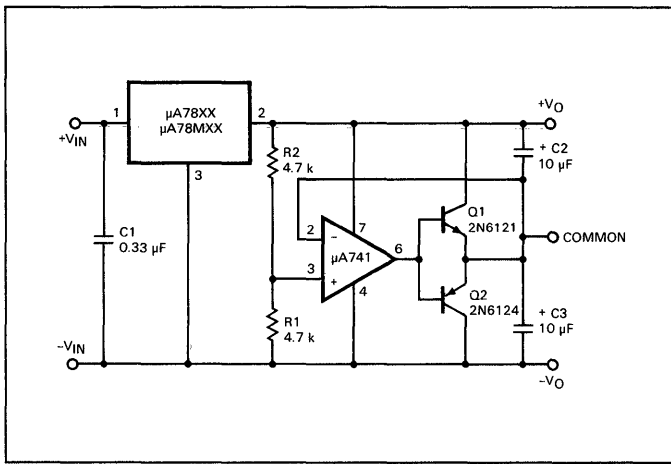 1
μA78XX
μA78MXX
2
+VIN
3
+VO
R2
4.7 k
+ C2
10 μF
C1
0.33 μF
2
−
7
μA741
6
3
+
4
Q1
2N6121
COMMON
Q2
2N6124
R1
4.7 k
+ C3
10 μF
−VIN
−VO